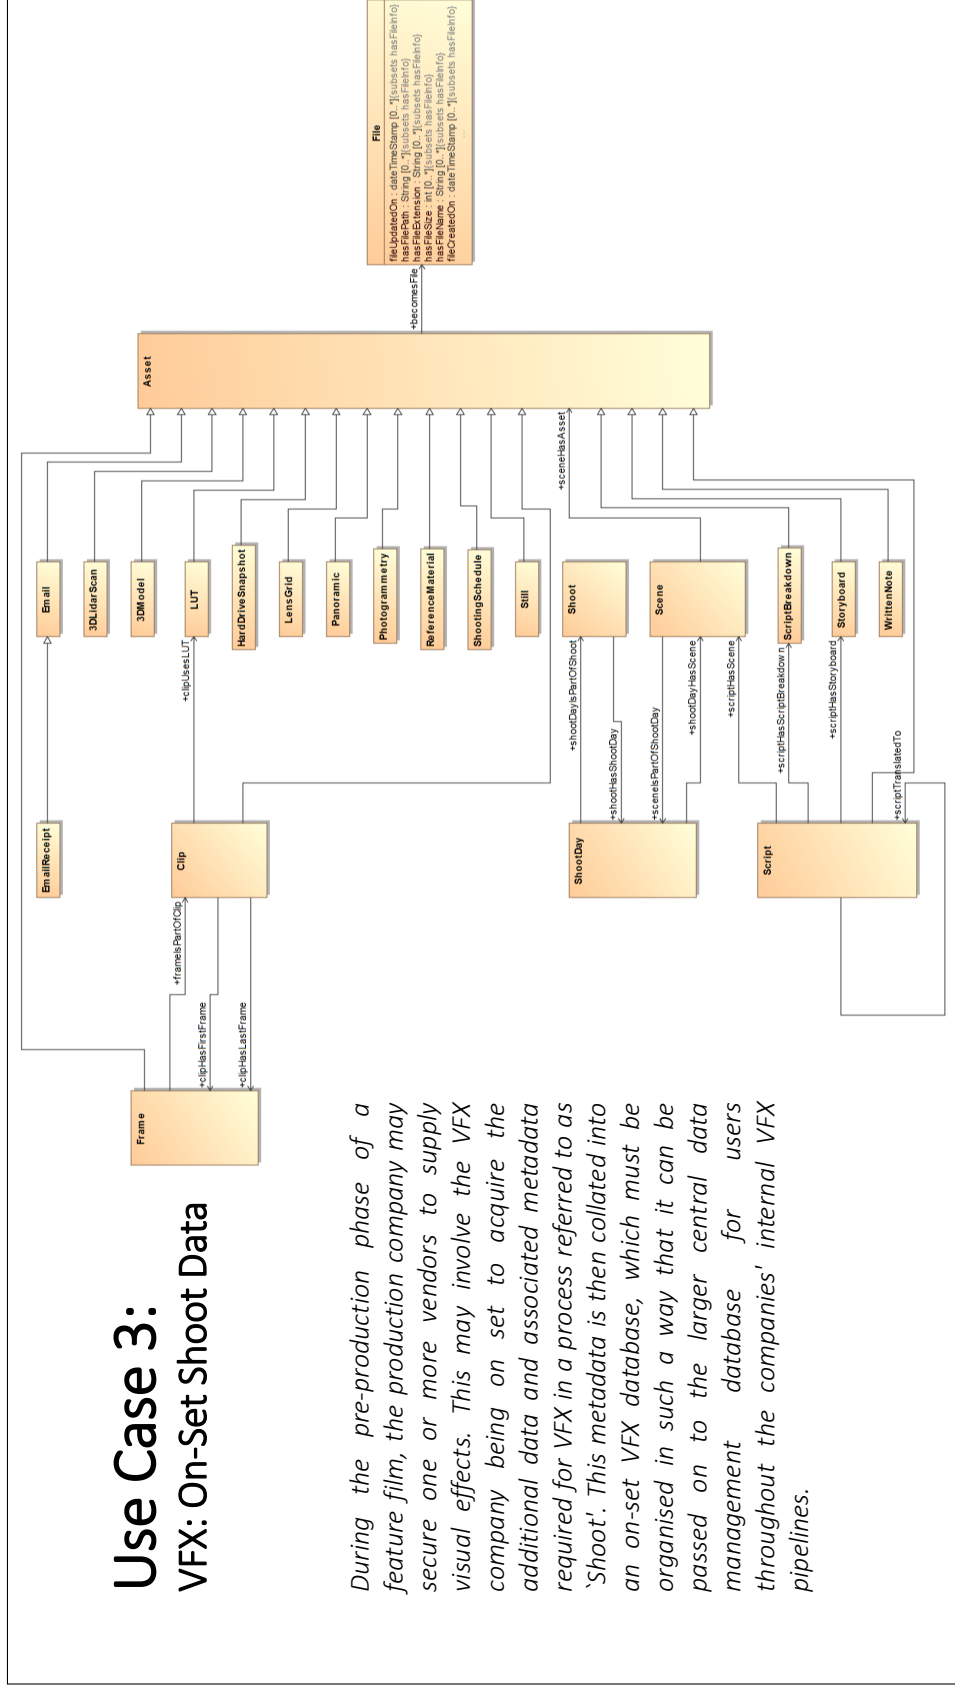 Use Case 3:
VFX: On-Set Shoot Data
During the pre-production phase of a
feature film, the production company may
secure one or more vendors to supply
visual effects. This may involve the VFX
company being on set to acquire the
additional data and associated metadata
required for VFX in a process referred to as
`Shoot'. This metadata is then collated into
an on-set VFX database, which must be
organised in such a way that it can be
passed on to the larger central data
management database for users
throughout the companies' internal VFX
pipelines.
Frame
+frameIsPartOfClip
+clipHasFirstFrame
+clipHasLastFrame
EmailReceipt
Clip
+clipUsesLUT
ShootDay
+shootDayIsPartOfShoot
+shootHasShootDay
+sceneIsPartOfShootDay
+shootDayHasScene
Script
+scriptHasScene
+scriptHasScriptBreakdown
+scriptHasStoryboard
+scriptTranslatedTo
Email
3DLidarScan
3DModel
LUT
HardDriveSnapshot
LensGrid
Panoramic
Photogrammetry
ReferenceMaterial
ShootingSchedule
Still
Shoot
Scene
ScriptBreakdown
Storyboard
WrittenNote
+sceneHasAsset
Asset
+becomesFile
File
fileUpdatedOn : dateTimeStamp [0..*]{subsets hasFileInfo}
hasFilePath : String [0..*]{subsets hasFileInfo}
hasFileExtension : String [0..*]{subsets hasFileInfo}
hasFileSize : int [0..*]{subsets hasFileInfo}
hasFileName : String [0..*]{subsets hasFileInfo}
fileCreatedOn : dateTimeStamp [0..*]{subsets hasFileInfo}
...